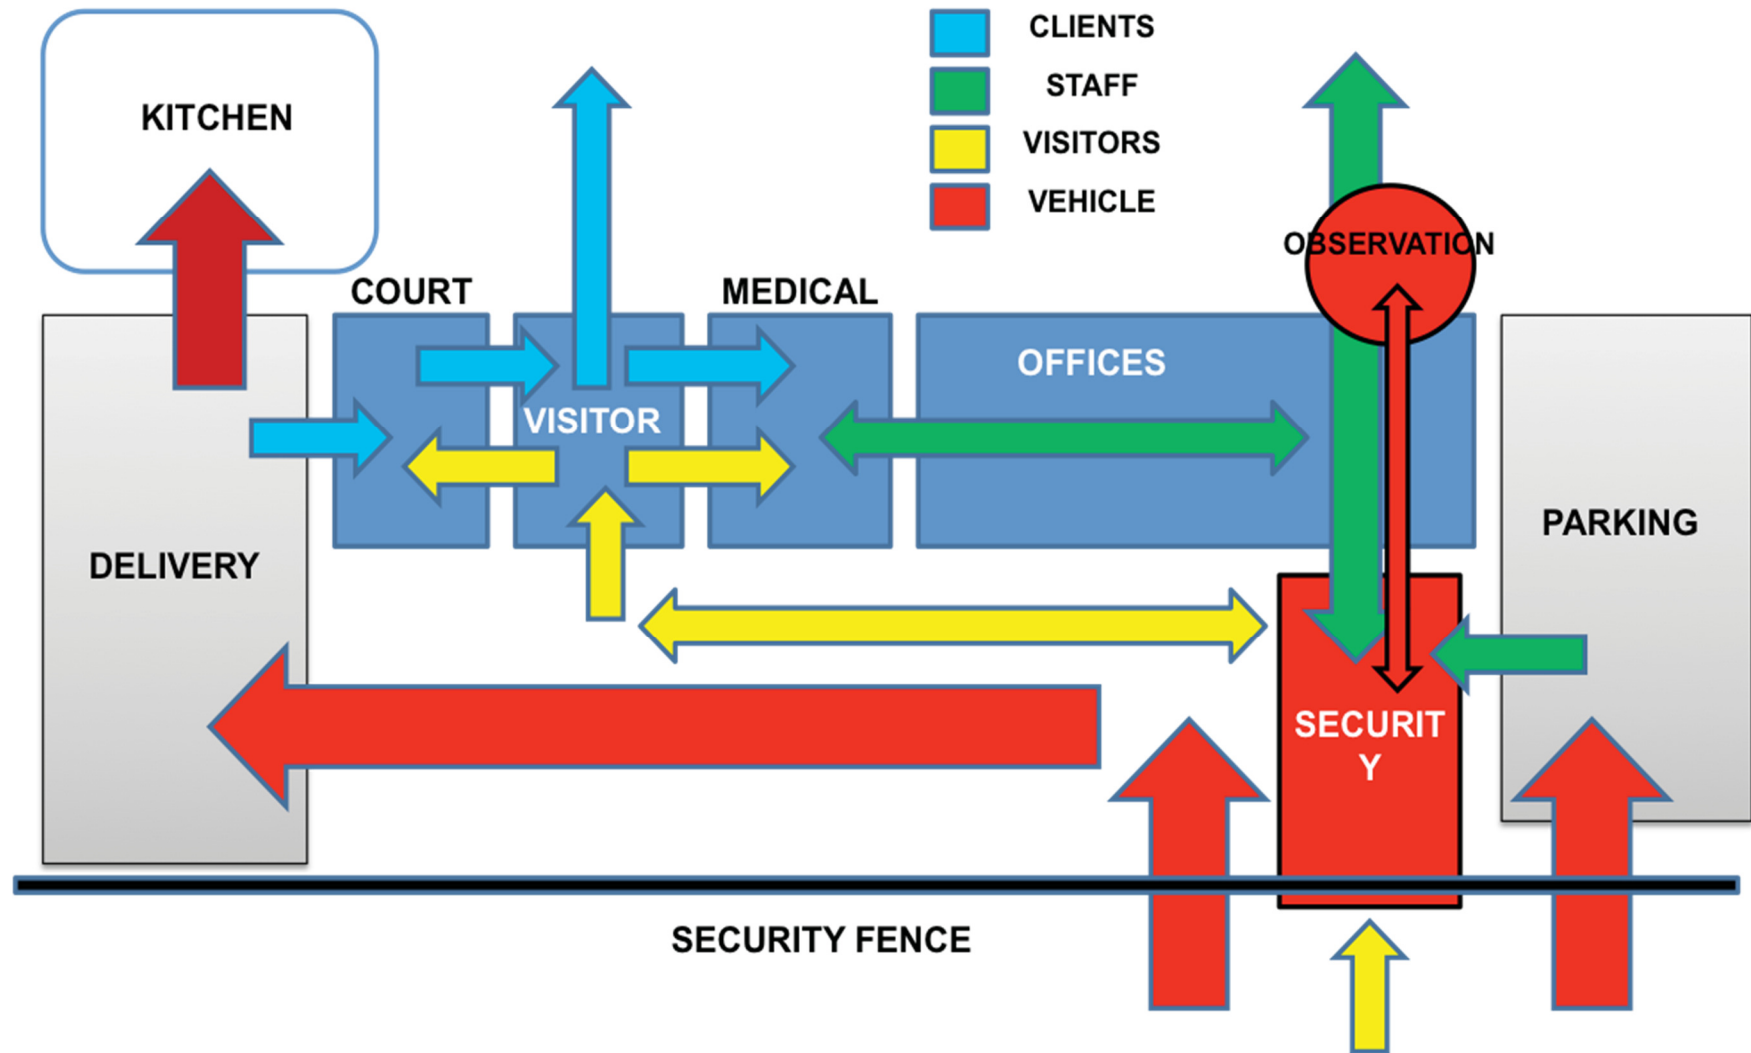 CLIENTS
STAFF
VISITORS
VEHICLE
KITCHEN
OBSERVATION
COURT
MEDICAL
OFFICES
VISITOR
DELIVERY
PARKING
SECURIT
Y
SECURITY FENCE